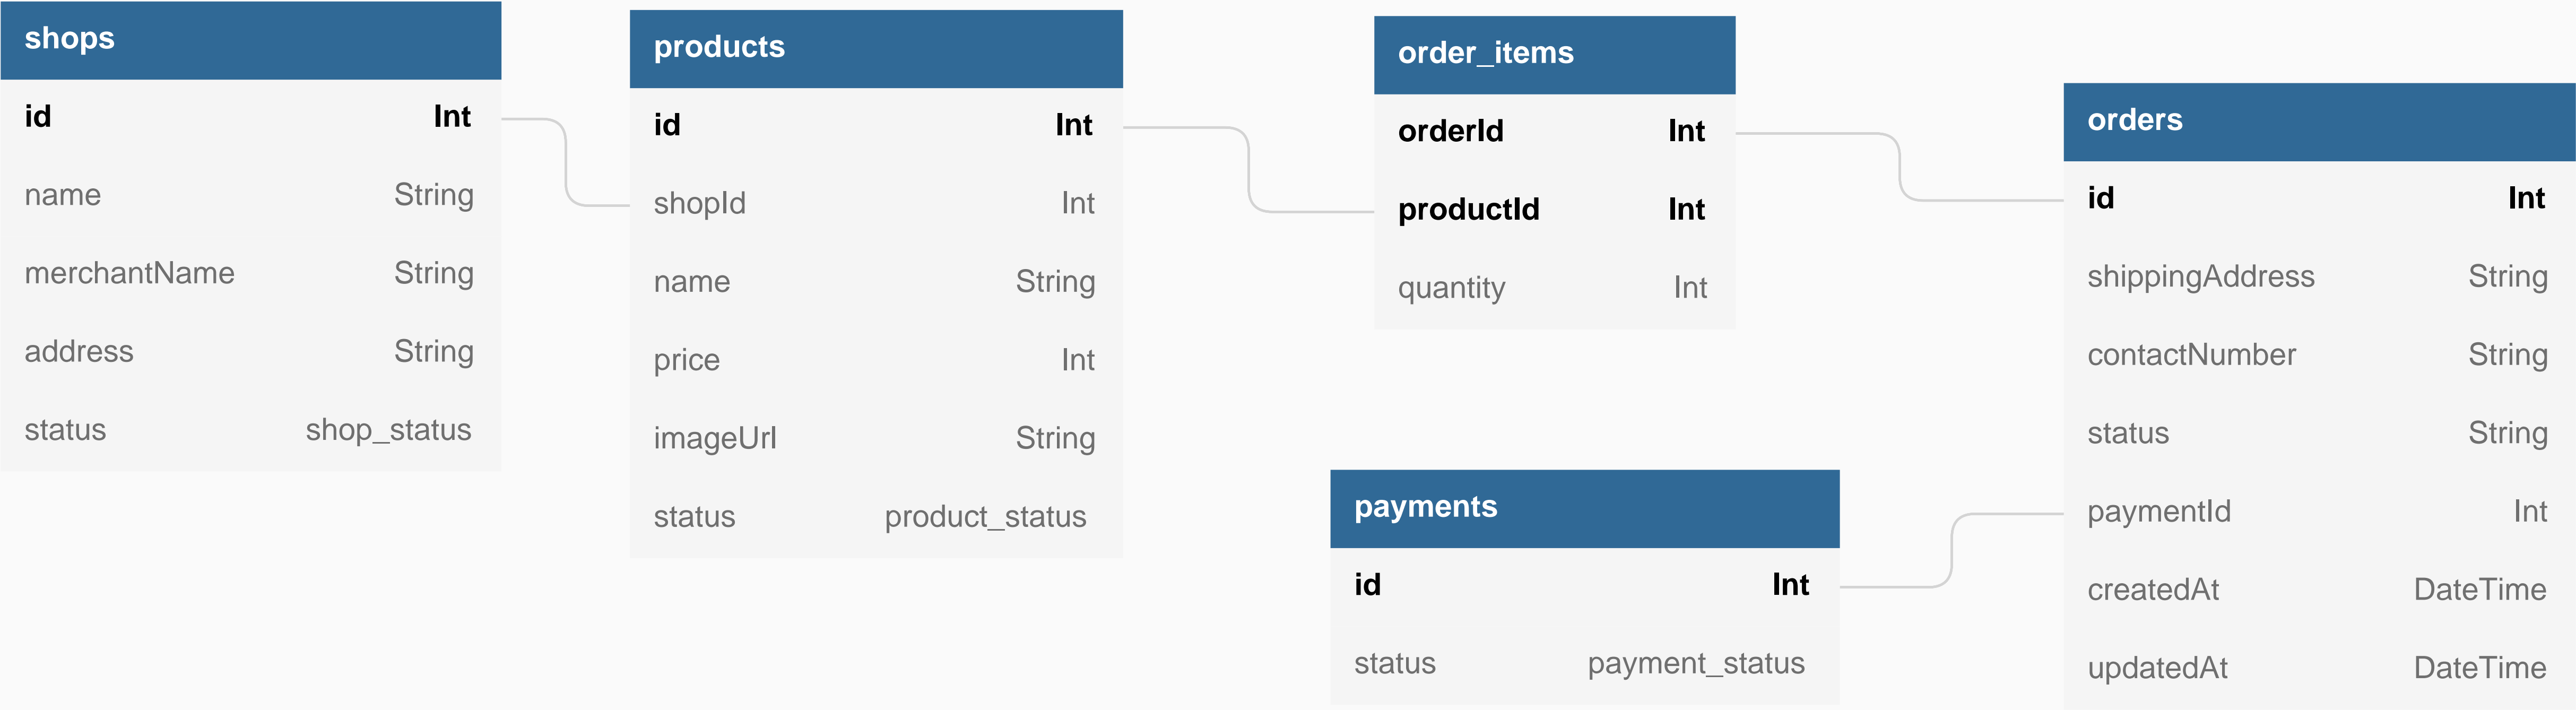 shops
id Int
name String
merchantName String
address String
status shop_status
products
id Int
shopId Int
name String
price Int
imageUrl String
status product_status
order_items
orderId Int
productId Int
quantity Int
payments
id Int
status payment_status
orders
id Int
shippingAddress String
contactNumber String
status String
paymentId Int
createdAt DateTime
updatedAt DateTime